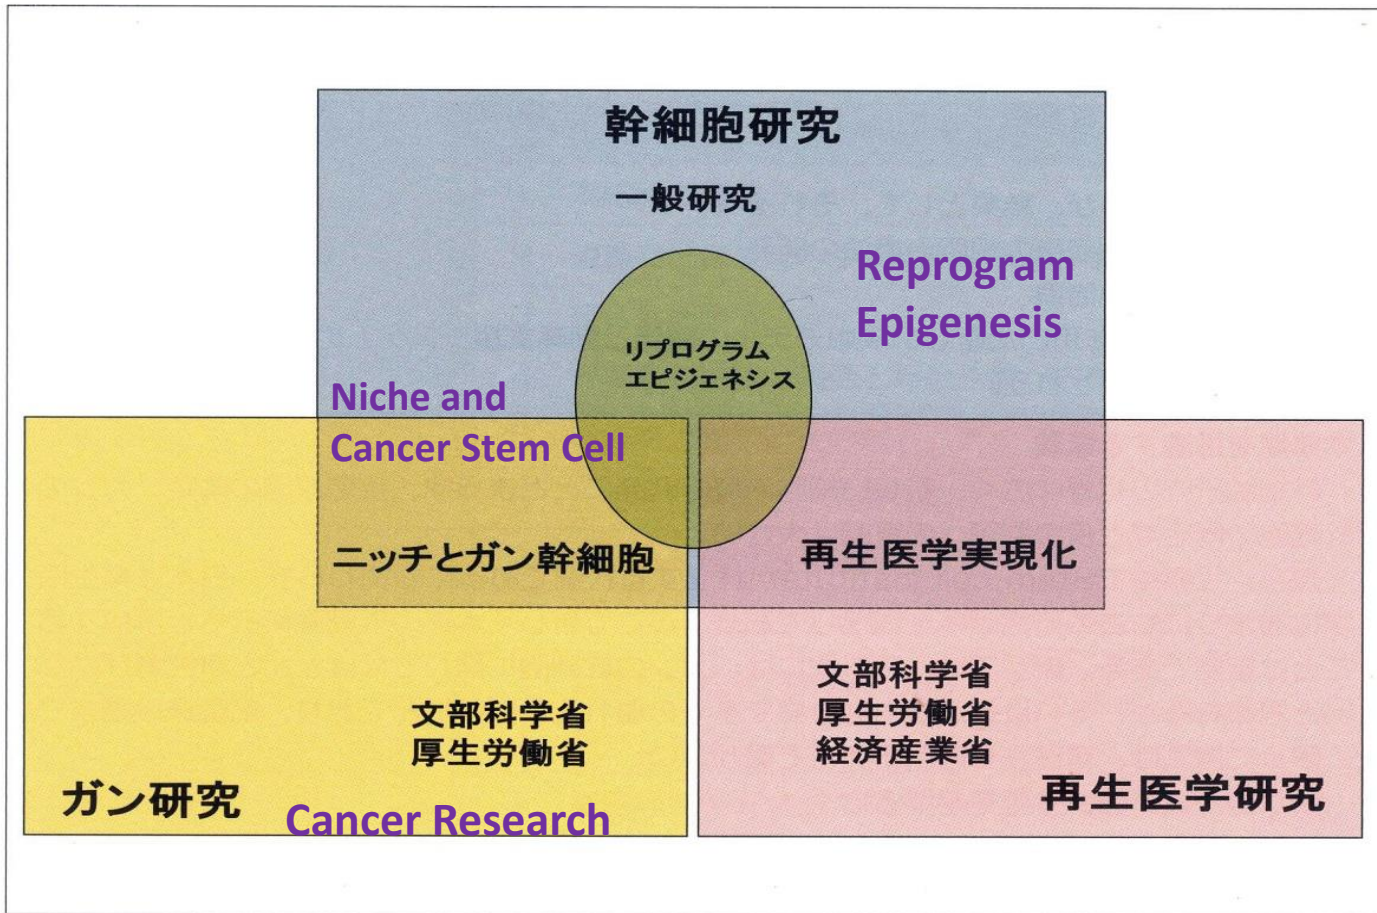 幹細胞研究
一般研究
Reprogram
Epigenesis
リプログラム
エピジェネシス
Niche and
Cancer Stem Cell
ニッチとガン幹細胞
再生医学実現化
文部科学省
厚生労働省
文部科学省
厚生労働省
経済産業省
ガン研究
Cancer Research
再生医学研究